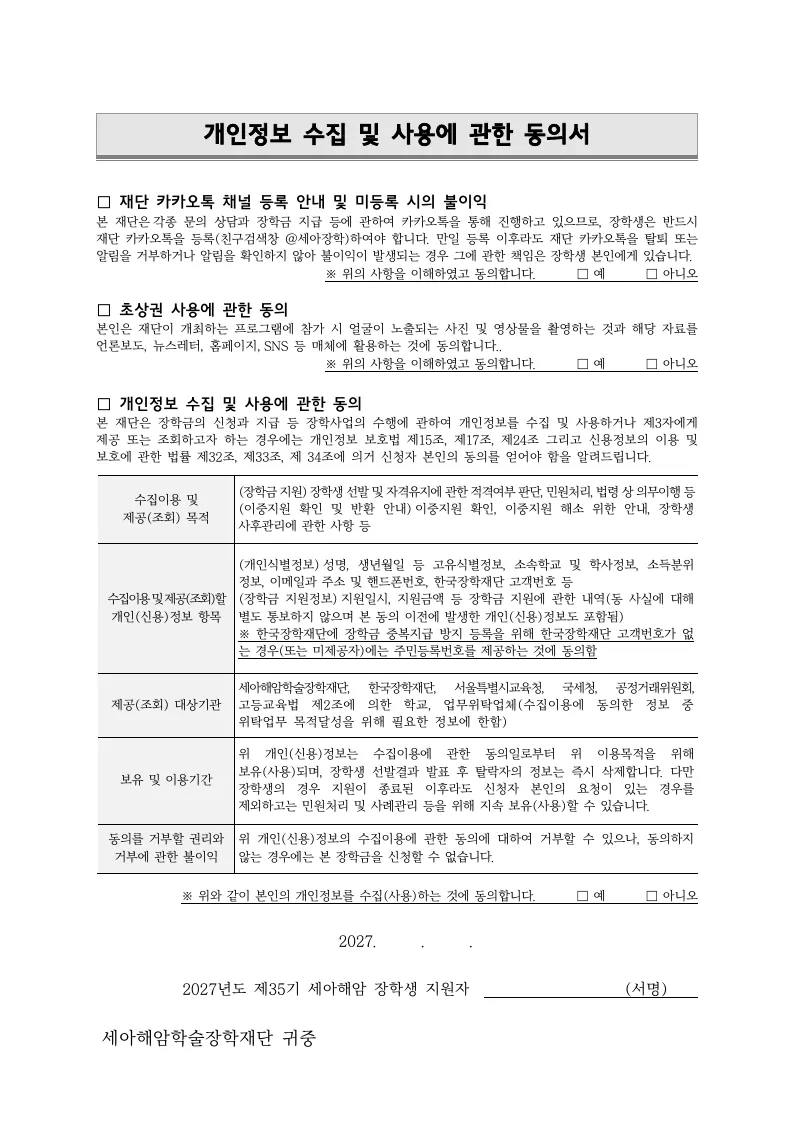 개인정보 수집 및 사용에 관한 동의서
□ 재단 카카오톡 채널 등록 안내 및 미등록 시의 불이익
본 재단은 각종 문의 상담과 장학금 지급 등에 관하여 카카오톡을 통해 진행하고 있으므로, 장학생은 반드시
재단 카카오톡을 등록(친구검색창 @세아장학)하여야 합니다. 만일 등록 이후라도 재단 카카오톡을 탈퇴 또는
알림을 거부하거나 알림을 확인하지 않아 불이익이 발생되는 경우 그에 관한 책임은 장학생 본인에게 있습니다.
※ 위의 사항을 이해하였고 동의합니다. □ 예 □ 아니오
□ 초상권 사용에 관한 동의
본인은 재단이 개최하는 프로그램에 참가 시 얼굴이 노출되는 사진 및 영상물을 촬영하는 것과 해당 자료를
언론보도, 뉴스레터, 홈페이지, SNS 등 매체에 활용하는 것에 동의합니다..
※ 위의 사항을 이해하였고 동의합니다. □ 예 □ 아니오
□ 개인정보 수집 및 사용에 관한 동의
본 재단은 장학금의 신청과 지급 등 장학사업의 수행에 관하여 개인정보를 수집 및 사용하거나 제3자에게
제공 또는 조회하고자 하는 경우에는 개인정보 보호법 제15조, 제17조, 제24조 그리고 신용정보의 이용 및
보호에 관한 법률 제32조, 제33조, 제 34조에 의거 신청자 본인의 동의를 얻어야 함을 알려드립니다.
수집이용 및
제공(조회) 목적
(장학금 지원) 장학생 선발 및 자격유지에 관한 적격여부 판단, 민원처리, 법령 상 의무이행 등
(이중지원 확인 및 반환 안내) 이중지원 확인, 이중지원 해소 위한 안내, 장학생
사후관리에 관한 사항 등
수집이용 및 제공(조회)할
개인(신용)정보 항목
(개인식별정보) 성명, 생년월일 등 고유식별정보, 소속학교 및 학사정보, 소득분위
정보, 이메일과 주소 및 핸드폰번호, 한국장학재단 고객번호 등
(장학금 지원정보) 지원일시, 지원금액 등 장학금 지원에 관한 내역(동 사실에 대해
별도 통보하지 않으며 본 동의 이전에 발생한 개인(신용)정보도 포함됨)
※ 한국장학재단에 장학금 중복지급 방지 등록을 위해 한국장학재단 고객번호가 없
는 경우(또는 미제공자)에는 주민등록번호를 제공하는 것에 동의함
제공(조회) 대상기관
세아해암학술장학재단, 한국장학재단, 서울특별시교육청, 국세청, 공정거래위원회,
고등교육법 제2조에 의한 학교, 업무위탁업체(수집이용에 동의한 정보 중
위탁업무 목적달성을 위해 필요한 정보에 한함)
보유 및 이용기간
위 개인(신용)정보는 수집이용에 관한 동의일로부터 위 이용목적을 위해
보유(사용)되며, 장학생 선발결과 발표 후 탈락자의 정보는 즉시 삭제합니다. 다만
장학생의 경우 지원이 종료된 이후라도 신청자 본인의 요청이 있는 경우를
제외하고는 민원처리 및 사례관리 등을 위해 지속 보유(사용)할 수 있습니다.
동의를 거부할 권리와
거부에 관한 불이익
위 개인(신용)정보의 수집이용에 관한 동의에 대하여 거부할 수 있으나, 동의하지
않는 경우에는 본 장학금을 신청할 수 없습니다.
※ 위와 같이 본인의 개인정보를 수집(사용)하는 것에 동의합니다. □ 예 □ 아니오
2027. . .
2027년도 제35기 세아해암 장학생 지원자 (서명)
세아해암학술장학재단 귀중